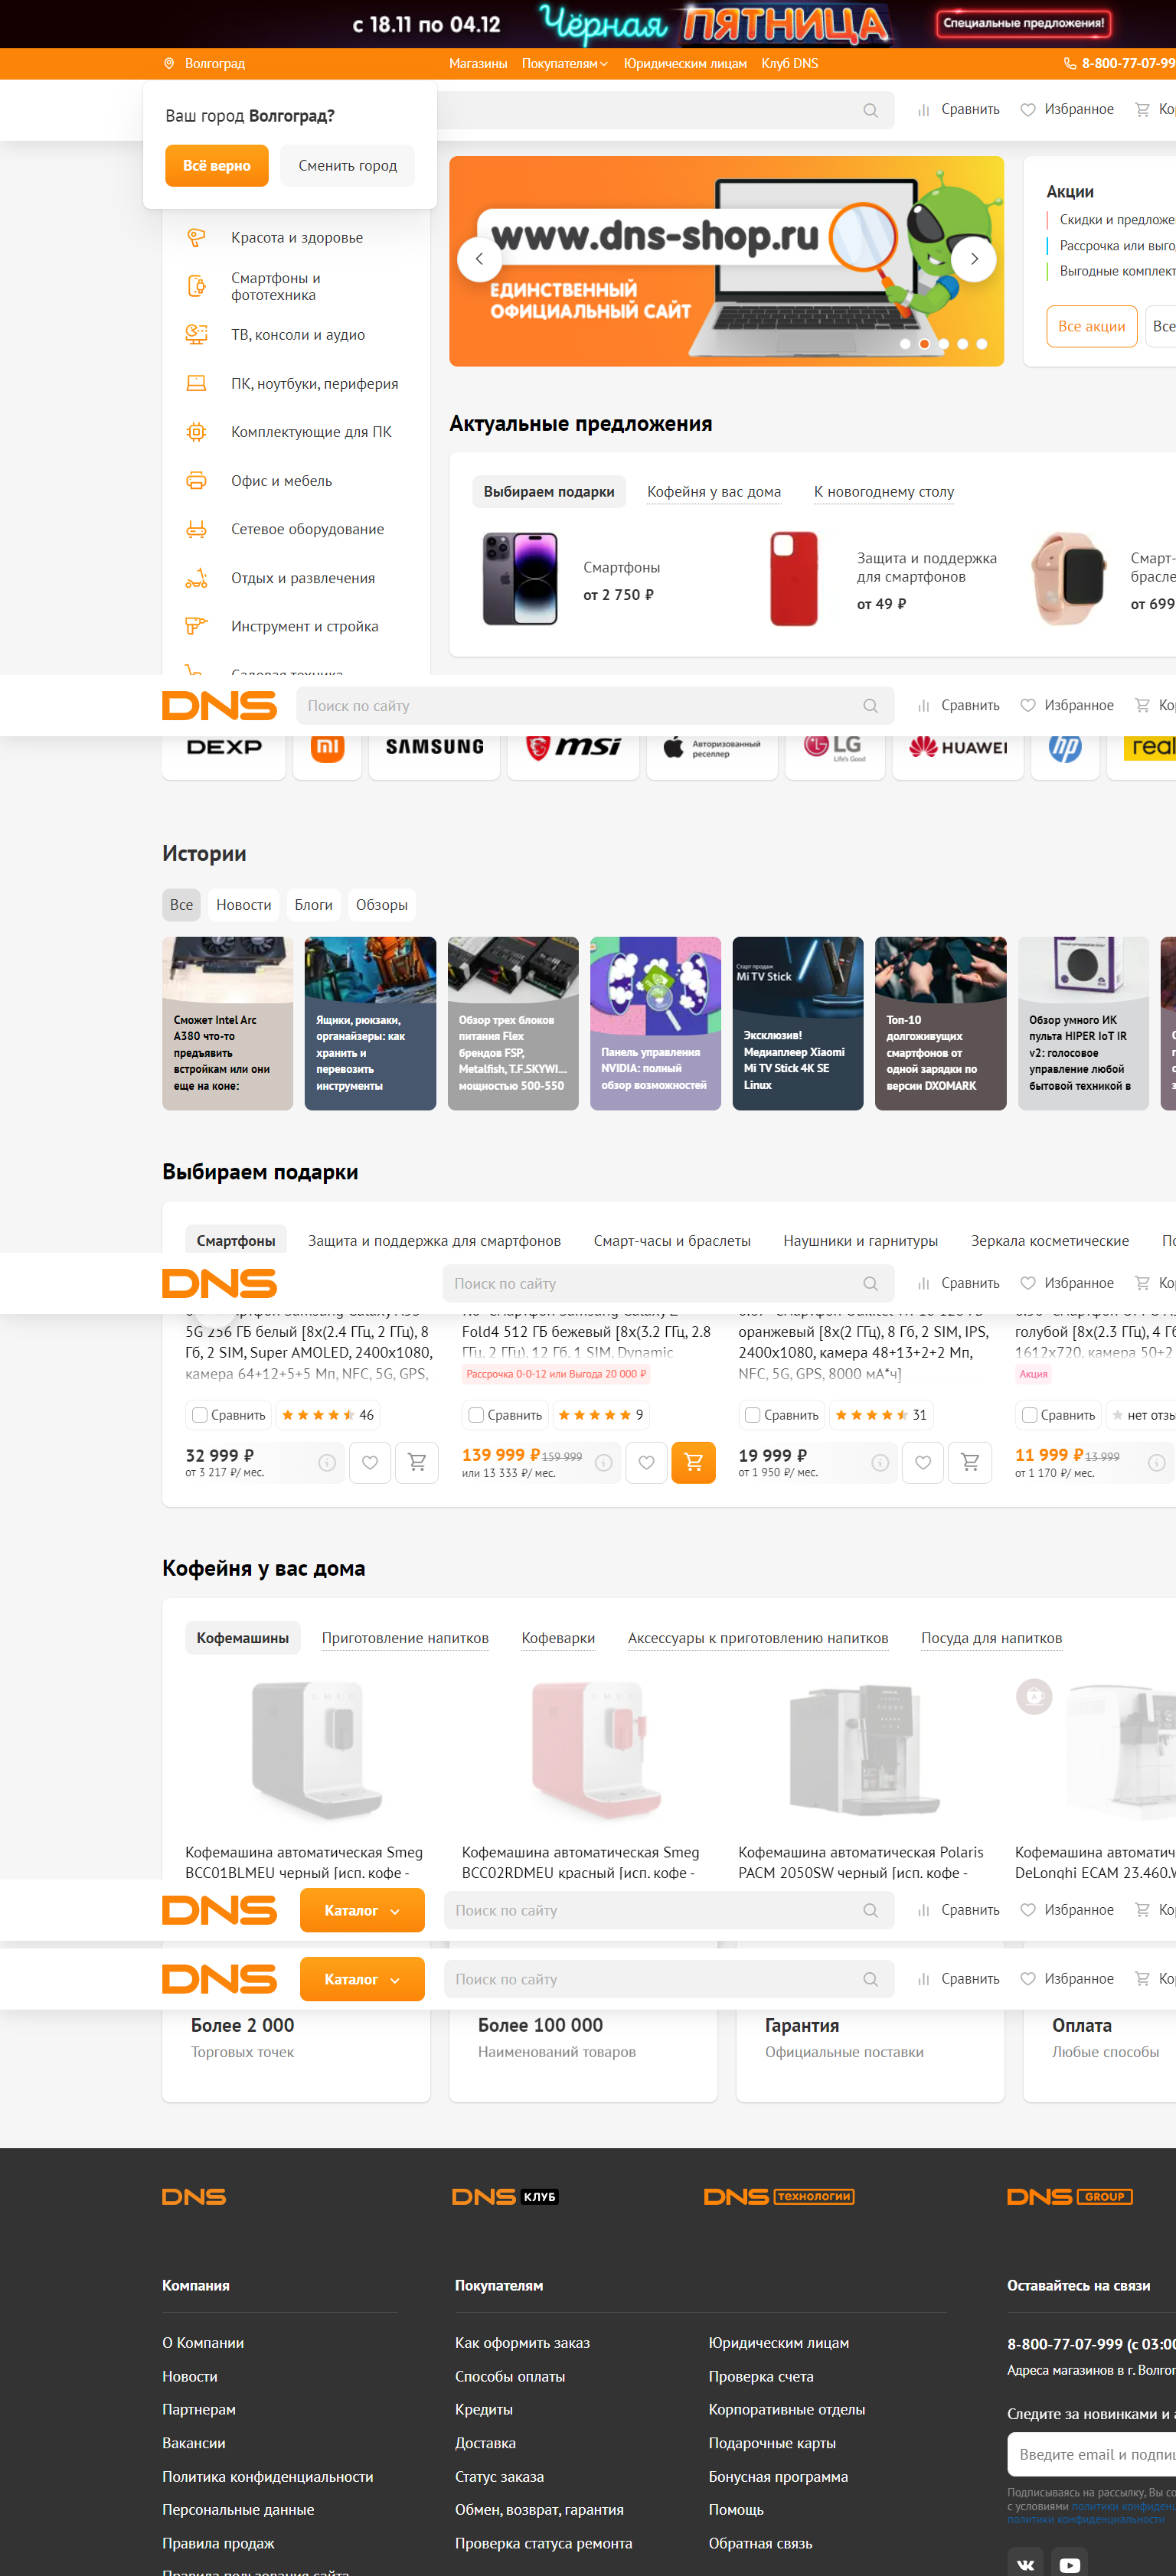 с 18.11 по 04.12 Чёрная ПЯТНИЦА Специальные предложения!
Волгоград Магазины Покупателям Юридическим лицам Клуб DNS 8-800-77-07-99
Ваш город Волгоград?
Всё верно Сменить город
Сравнить Избранное
Красота и здоровье
Смартфоны и
фототехника
ТВ, консоли и аудио
ПК, ноутбуки, периферия
Комплектующие для ПК
Офис и мебель
Сетевое оборудование
Отдых и развлечения
Инструмент и стройка
www.dns-shop.ru
ЕДИНСТВЕННЫЙ
ОФИЦИАЛЬНЫЙ САЙТ
Акции
Скидки и предложе
Рассрочка или выго
Выгодные комплект
Все акции Все
Актуальные предложения
Выбираем подарки Кофейня у вас дома К новогоднему столу
Смартфоны
от 2 750 ₽
Защита и поддержка
для смартфонов
от 49 ₽
Смарт-
брасле
от 699
DNS Поиск по сайту Сравнить Избранное
DEXP mi SAMSUNG msi Авторизованный реселлер LG Life's Good HUAWEI hp real
Истории
Все Новости Блоги Обзоры
Сможет Intel Arc
A380 что-то
предъявить
встройкам или они
еще на коне:
Ящики, рюкзаки,
органайзеры: как
хранить и
перевозить
инструменты
Обзор трех блоков
питания Flex
брендов FSP,
Metalfish, T.F.SKYWI...
мощностью 500-550
Панель управления
NVIDIA: полный
обзор возможностей
Старт продаж
Mi TV Stick
Эксклюзив!
Медиаплеер Xiaomi
Mi TV Stick 4K SE
Linux
Топ-10
долгоживущих
смартфонов от
одной зарядки по
версии DXOMARK
Обзор умного ИК
пульта HIPER IoT IR
v2: голосовое
управление любой
бытовой техникой в
Выбираем подарки
Смартфоны Защита и поддержка для смартфонов Смарт-часы и браслеты Наушники и гарнитуры Зеркала косметические
DNS Поиск по сайту Сравнить Избранное
5G 256 ГБ белый [8x(2.4 ГГц, 2 ГГц), 8
Гб, 2 SIM, Super AMOLED, 2400x1080,
камера 64+12+5+5 Мп, NFC, 5G, GPS,
Сравнить 46
32 999 ₽
от 3 217 ₽/ мес.
Fold4 512 ГБ бежевый [8x(3.2 ГГц, 2.8
ГГц, 2 ГГц), 12 Гб, 1 SIM, Dynamic
Рассрочка 0-0-12 или Выгода 20 000 ₽
Сравнить 9
139 999 ₽ 159 999
или 13 333 ₽/ мес.
оранжевый [8x(2 ГГц), 8 Гб, 2 SIM, IPS,
2400x1080, камера 48+13+2+2 Мп,
NFC, 5G, GPS, 8000 мА*ч]
Сравнить 31
19 999 ₽
от 1 950 ₽/ мес.
голубой [8x(2.3 ГГц), 4 Гб
1612x720, камера 50+2
Акция
Сравнить нет отзы
11 999 ₽ 13 999
от 1 170 ₽/ мес.
Кофейня у вас дома
Кофемашины Приготовление напитков Кофеварки Аксессуары к приготовлению напитков Посуда для напитков
Кофемашина автоматическая Smeg
BCC01BLMEU черный [исп. кофе -
Кофемашина автоматическая Smeg
BCC02RDMEU красный [исп. кофе -
Кофемашина автоматическая Polaris
PACM 2050SW черный [исп. кофе -
Кофемашина автомати
DeLonghi ECAM 23.460.
DNS Каталог Поиск по сайту Сравнить Избранное
DNS Каталог Поиск по сайту Сравнить Избранное
Более 2 000
Торговых точек
Более 100 000
Наименований товаров
Гарантия
Официальные поставки
Оплата
Любые способы
DNS DNS КЛУБ DNS технологии DNS GROUP
Компания
О Компании
Новости
Партнерам
Вакансии
Политика конфиденциальности
Персональные данные
Правила продаж
Правила пользования сайта
Покупателям
Как оформить заказ
Способы оплаты
Кредиты
Доставка
Статус заказа
Обмен, возврат, гарантия
Проверка статуса ремонта
Юридическим лицам
Проверка счета
Корпоративные отделы
Подарочные карты
Бонусная программа
Помощь
Обратная связь
Оставайтесь на связи
8-800-77-07-999 (с 03:00
Адреса магазинов в г. Волгог
Следите за новинками и а
Введите email и подпиш
Подписываясь на рассылку, Вы со
с условиями политики конфиденц
политики конфиденциальности